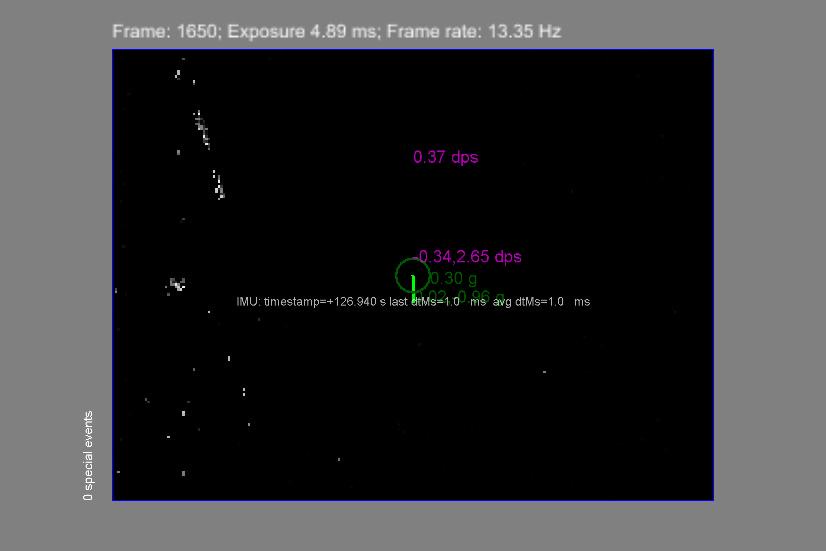 Frame: 1650; Exposure 4.89 ms; Frame rate: 13.35 Hz
0.37 dps
-0.34,2.65 dps
0.30 g
0.96 g
IMU: timestamp=+126.940 s last dtMs=1.0 ms avg dtMs=1.0 ms
0 special events